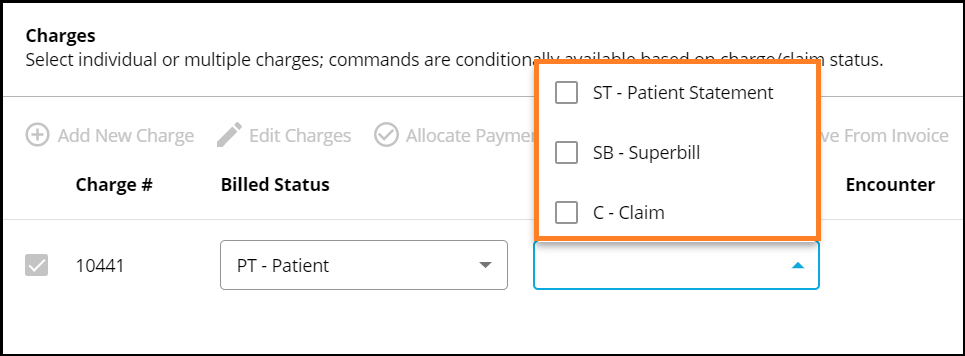 Charges
Select individual or multiple charges; commands are conditionally available based on charge/claim status.
ST - Patient Statement
Add New Charge Edit Charges Allocate Payme ve From Invoice
SB - Superbill
Charge # Billed Status Encounter
C - Claim
10441 PT - Patient